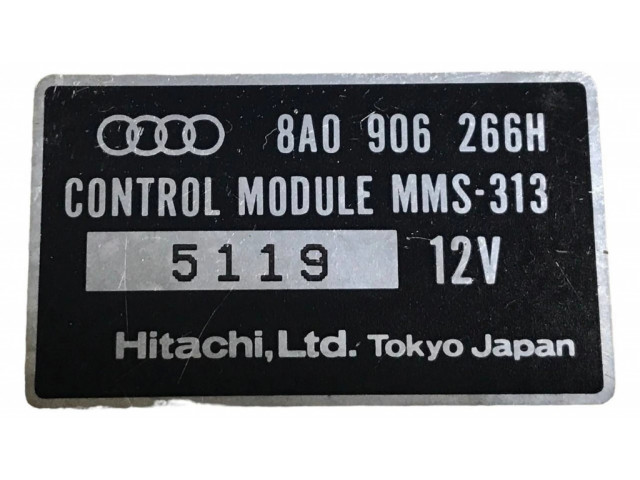 8A0 906 266H
CONTROL MODULE MMS-313
5119 12V
Hitachi, Ltd. Tokyo Japan